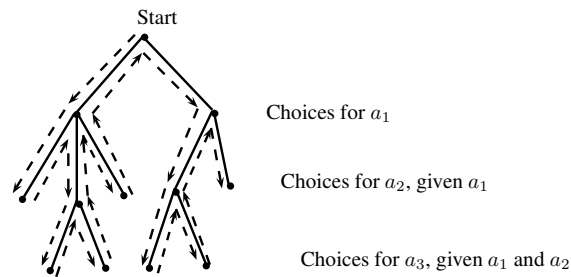 Start
Choices for a₁
Choices for a₂, given a₁
Choices for a₃, given a₁ and a₂